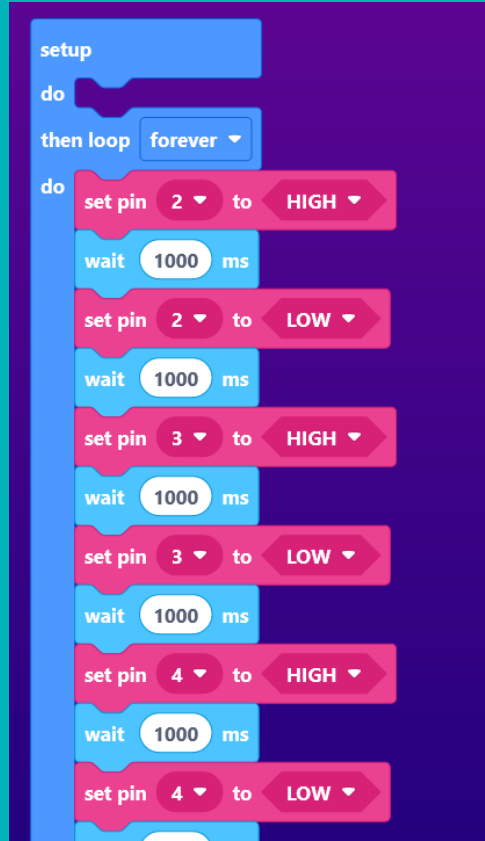 setup
do
then loop forever
do
set pin 2 to HIGH
wait 1000 ms
set pin 2 to LOW
wait 1000 ms
set pin 3 to HIGH
wait 1000 ms
set pin 3 to LOW
wait 1000 ms
set pin 4 to HIGH
wait 1000 ms
set pin 4 to LOW